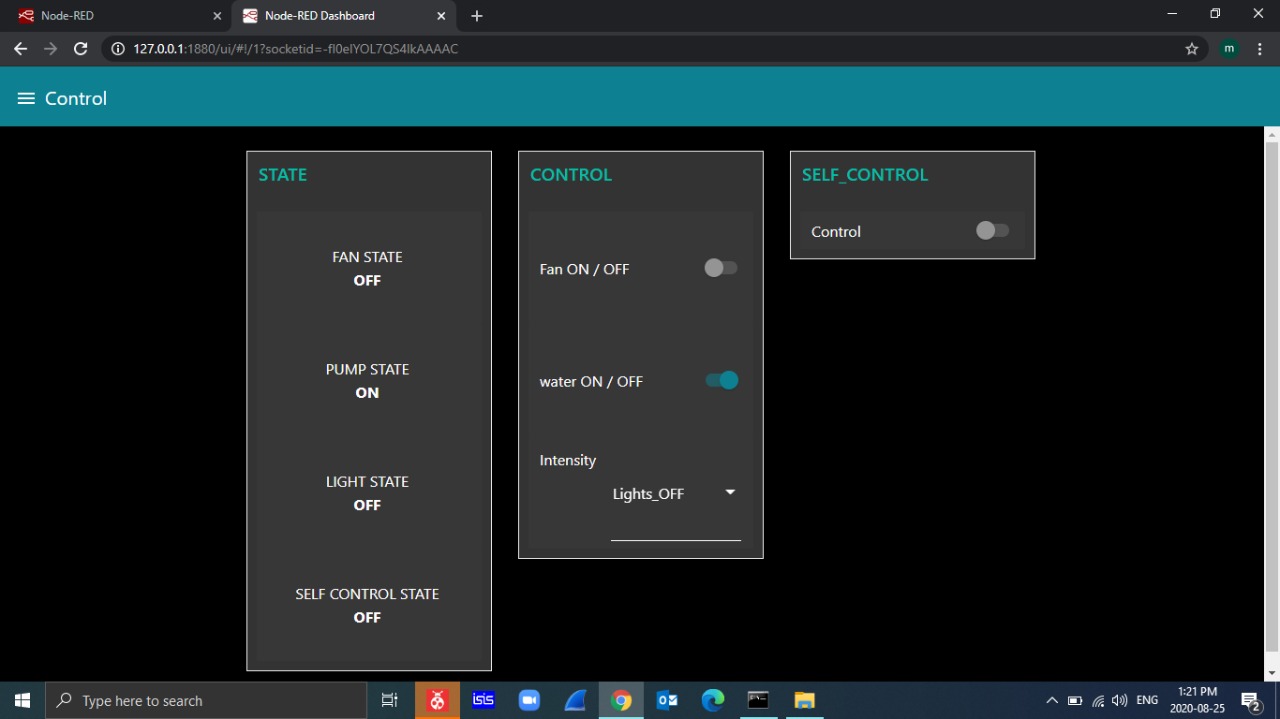 Node-RED
Node-RED Dashboard
127.0.0.1:1880/ui/#!/1?socketid=-fl0elYOL7QS4lkAAAAC
m
Control
STATE
FAN STATE
OFF
PUMP STATE
ON
LIGHT STATE
OFF
SELF CONTROL STATE
OFF
CONTROL
Fan ON / OFF
water ON / OFF
Intensity
Lights_OFF
SELF_CONTROL
Control
Type here to search
isis
ENG
1:21 PM
2020-08-25
2